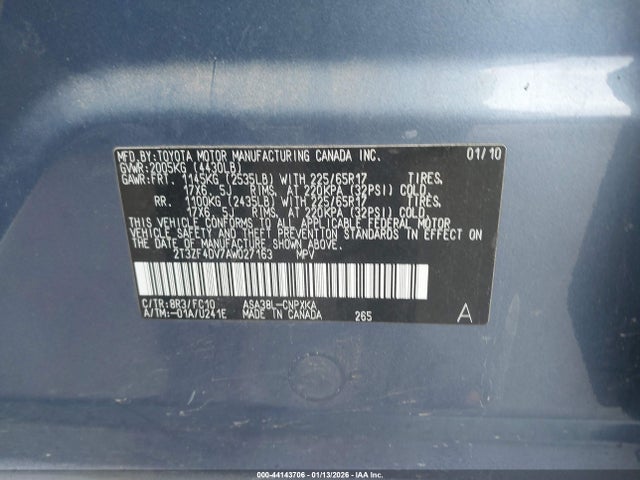 MFD.BY:TOYOTA MOTOR MANUFACTURING CANADA INC. 01/10
GVWR:2005KG (4430LB)
GAWR:FRT. 1145KG (2535LB) WITH 225/65R17 TIRES,
17X6.5J RIMS, AT 220KPA (32PSI) COLD.
RR. 1100KG (2435LB) WITH 225/65R17 TIRES,
17X6.5J RIMS, AT 220KPA (32PSI) COLD.
THIS VEHICLE CONFORMS TO ALL APPLICABLE FEDERAL MOTOR
VEHICLE SAFETY AND THEFT PREVENTION STANDARDS IN EFFECT
ON THE DATE OF MANUFACTURE SHOWN ABOVE.
2T3ZF4DV7AW027163 MPV
C/TR:8R3/FC10 ASA38L-CNPXKA
A/TM:-01A/U241E MADE IN CANADA 265 A
000-44143706 - 01/13/2026 - IAA Inc.